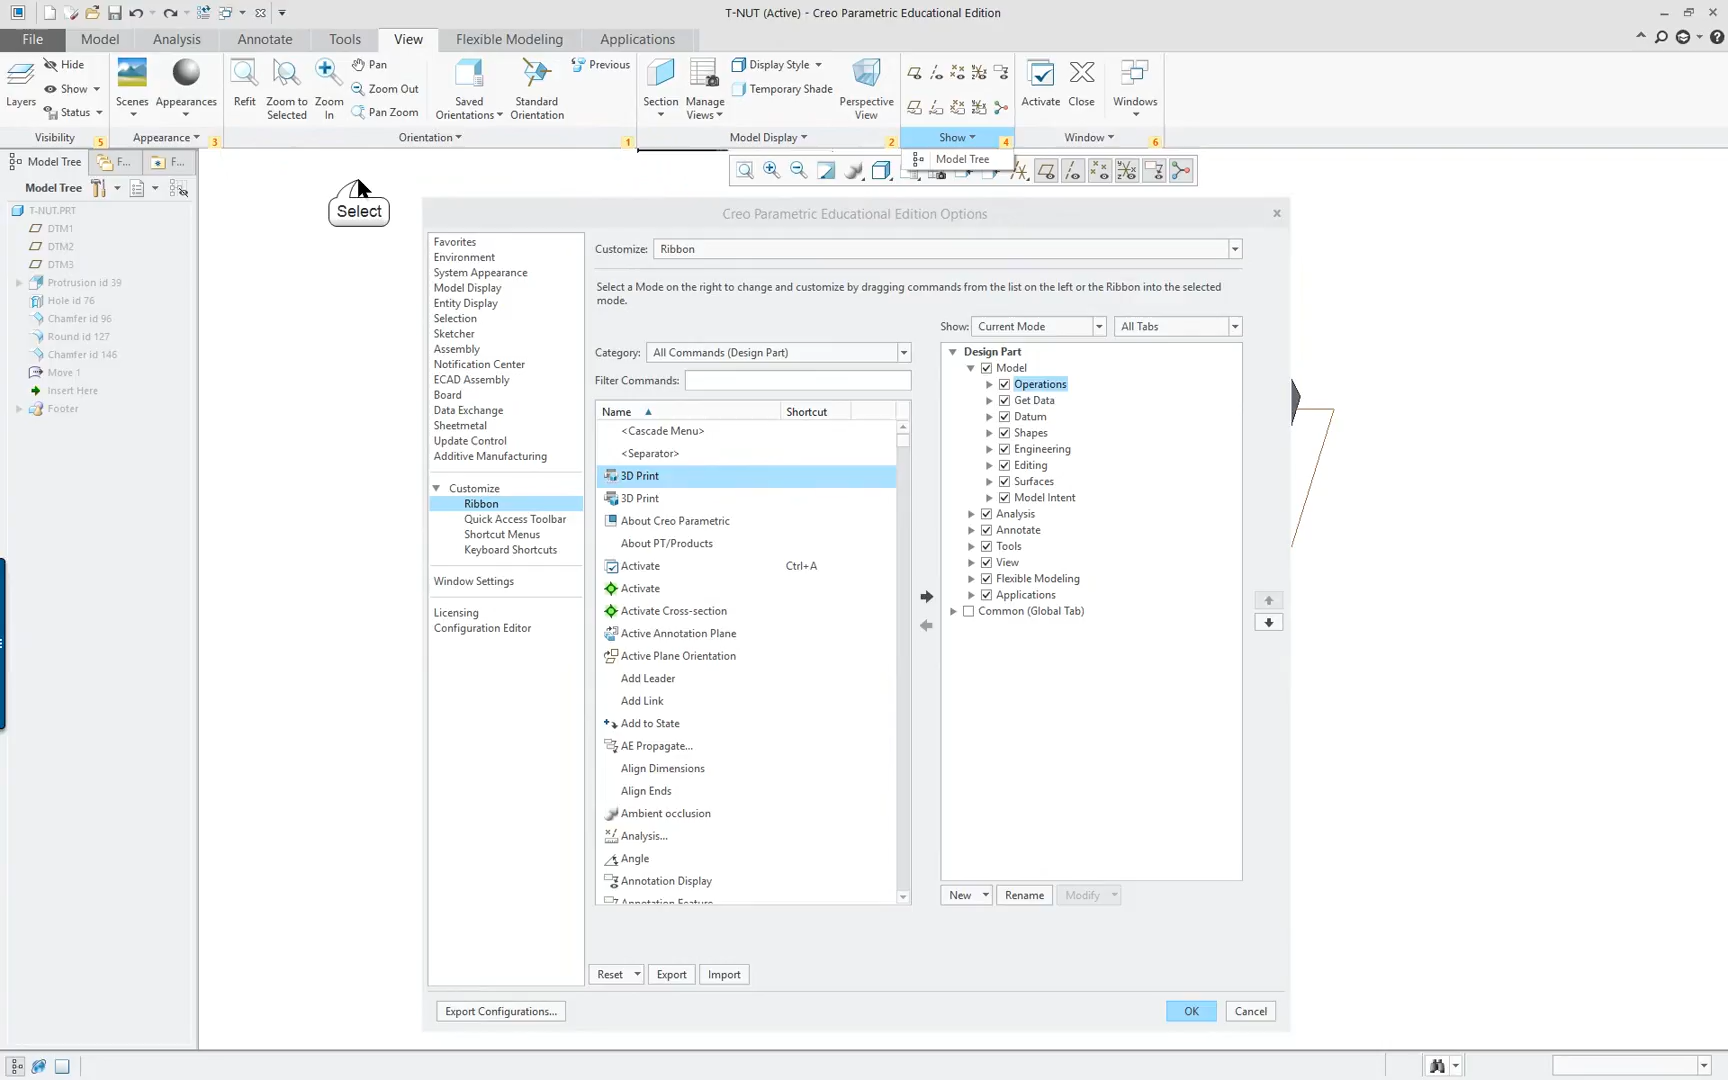 T-NUT (Active) - Creo Parametric Educational Edition
File
Model
Analysis
Annotate
Tools
View
Flexible Modeling
Applications
Layers
Hide
Show
Status
Visibility
5
Scenes
Appearances
Appearance
3
Refit
Zoom to
Selected
Zoom
In
Pan
Zoom Out
Pan Zoom
Saved
Orientations
Standard
Orientation
Previous
Orientation
1
Section
Manage
Views
Display Style
Temporary Shade
Perspective
View
Model Display
2
Show
4
Model Tree
Activate
Close
Windows
Window
6
Model Tree
F...
F...
Model Tree
T-NUT.PRT
DTM1
DTM2
DTM3
Protrusion id 39
Hole id 76
Chamfer id 96
Round id 127
Chamfer id 146
Move 1
Insert Here
Footer
Select
Creo Parametric Educational Edition Options
Favorites
Environment
System Appearance
Model Display
Entity Display
Selection
Sketcher
Assembly
Notification Center
ECAD Assembly
Board
Data Exchange
Sheetmetal
Update Control
Additive Manufacturing
Customize
Ribbon
Quick Access Toolbar
Shortcut Menus
Keyboard Shortcuts
Window Settings
Licensing
Configuration Editor
Customize: Ribbon
Select a Mode on the right to change and customize by dragging commands from the list on the left or the Ribbon into the selected
mode.
Show: Current Mode All Tabs
Category: All Commands (Design Part)
Filter Commands:
Name Shortcut
<Cascade Menu>
<Separator>
3D Print
3D Print
About Creo Parametric
About PT/Products
Activate Ctrl+A
Activate
Activate Cross-section
Active Annotation Plane
Active Plane Orientation
Add Leader
Add Link
Add to State
AE Propagate...
Align Dimensions
Align Ends
Ambient occlusion
Analysis...
Angle
Annotation Display
Annotation Feature
Design Part
Model
Operations
Get Data
Datum
Shapes
Engineering
Editing
Surfaces
Model Intent
Analysis
Annotate
Tools
View
Flexible Modeling
Applications
Common (Global Tab)
New
Rename
Modify
Reset
Export
Import
Export Configurations...
OK
Cancel